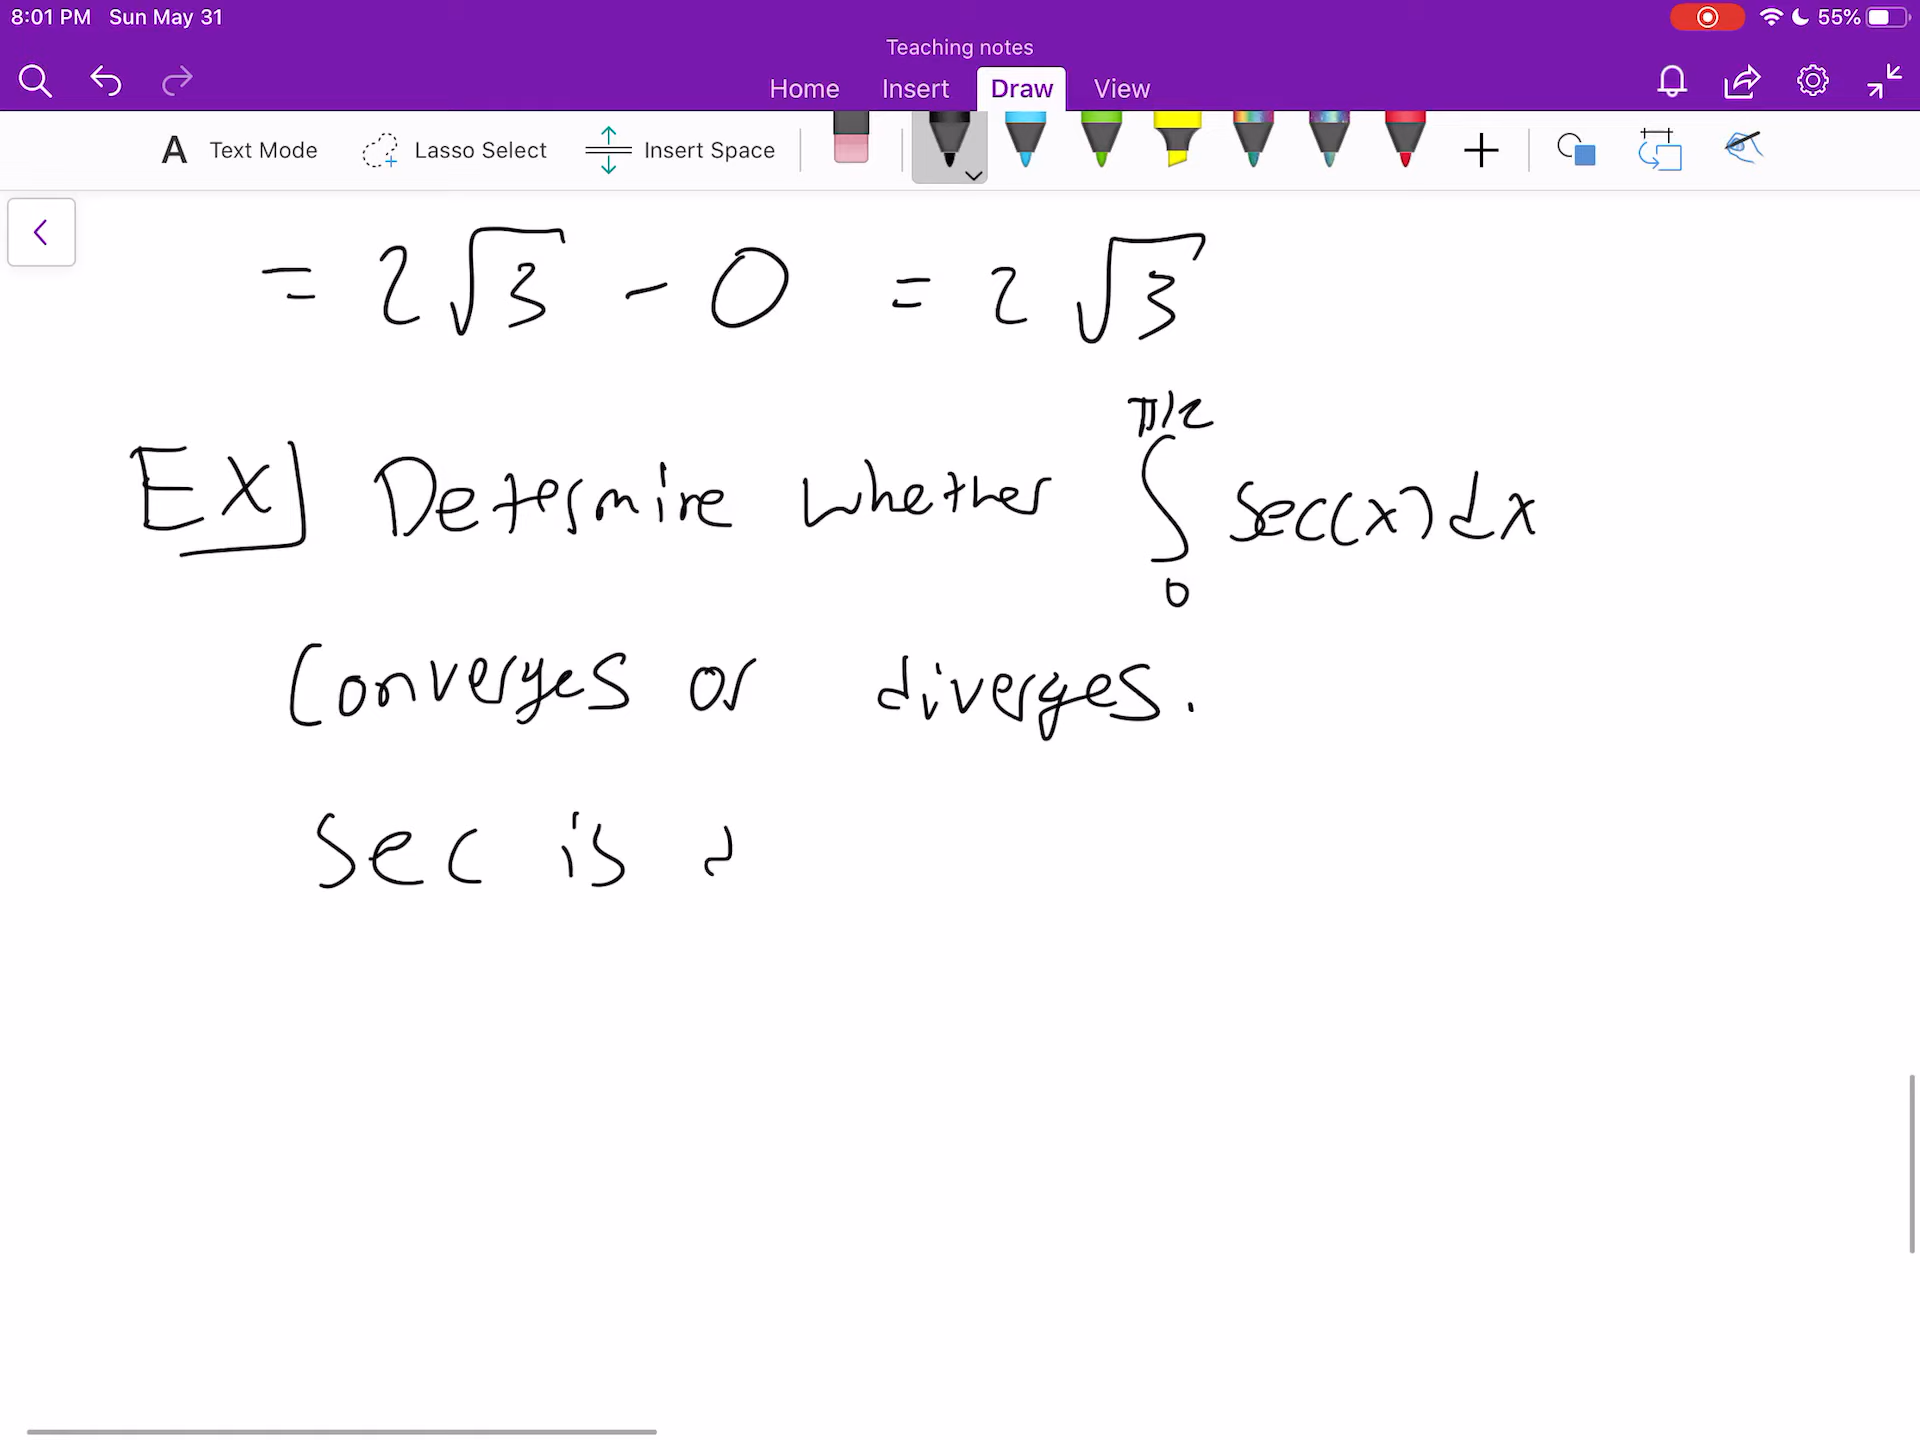 8:01 PM Sun May 31
55%
Teaching notes
Home Insert Draw View
A Text Mode Lasso Select Insert Space
= 2√3 - 0 = 2√3
EX] Determine whether ∫₀^{π/2} sec(x) dx
Converges or diverges.
Sec is d